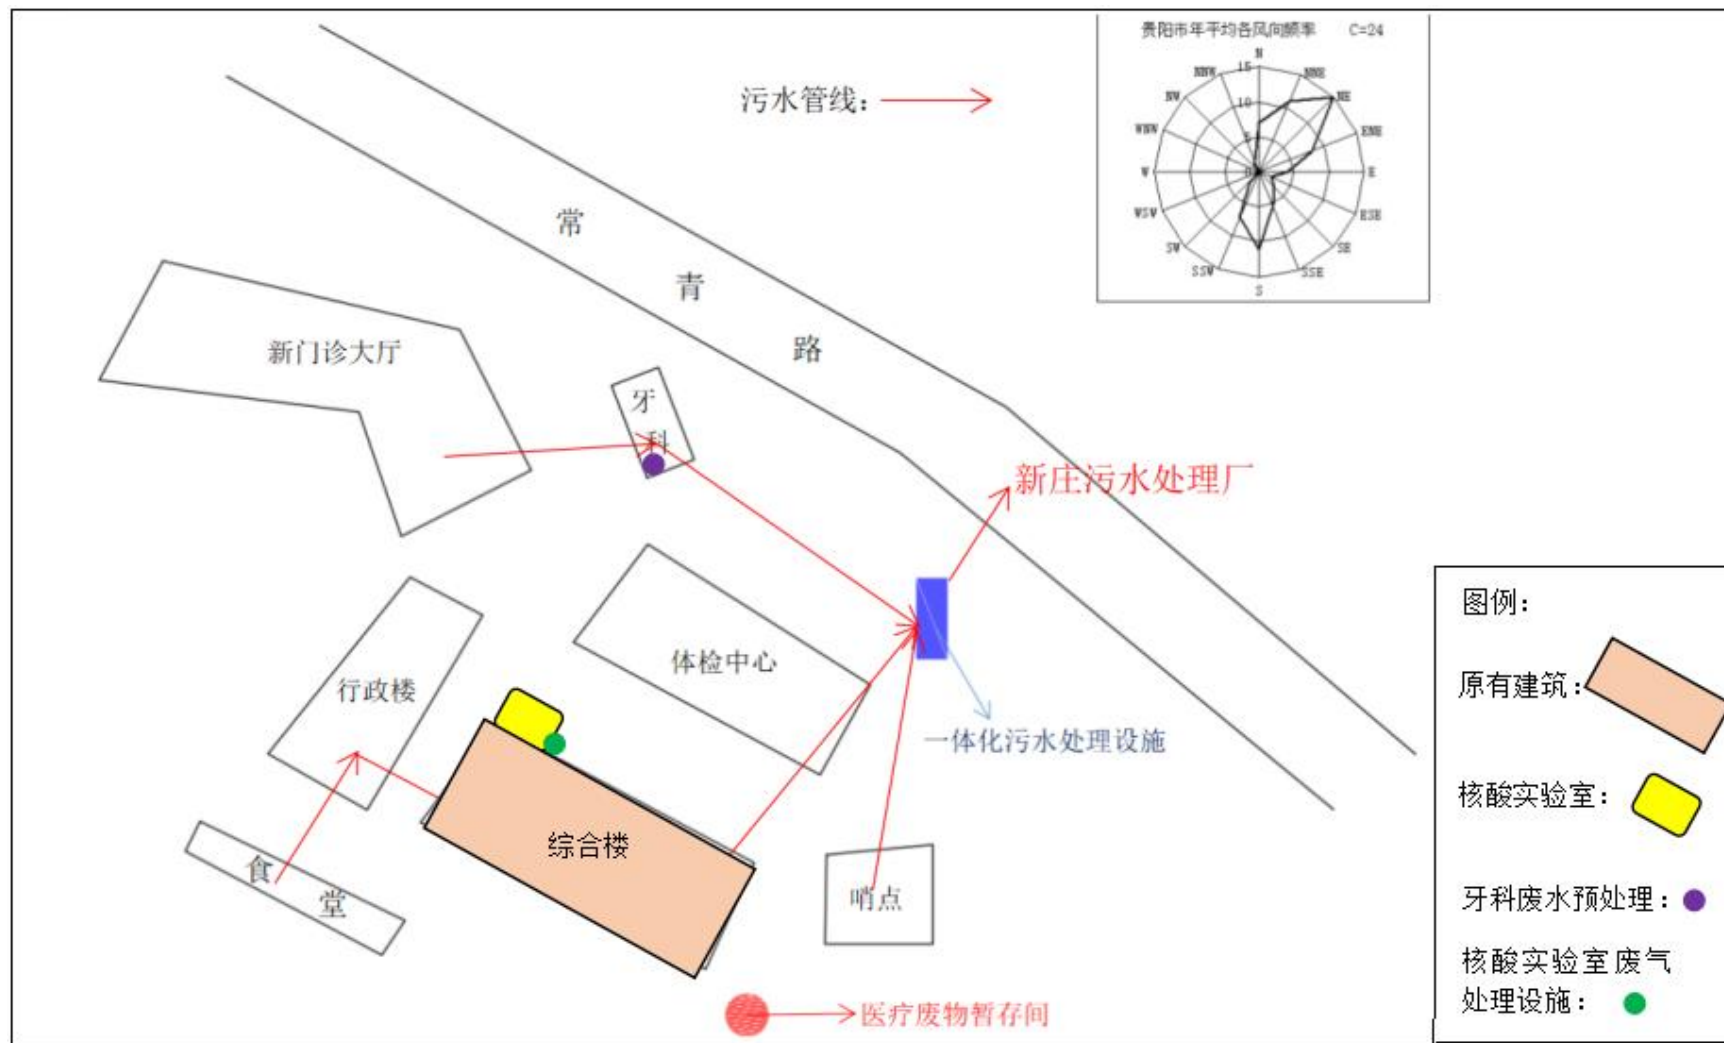 贵阳市年平均各风向频率 C=24
N
NNW 15 NNE
NW 10 NE
WNW 5 ENE
W 0 E
WSW ESE
SW SE
SSW SSE
S
污水管线：
常
青
路
新门诊大厅
牙
科
新庄污水处理厂
体检中心
行政楼
一体化污水处理设施
综合楼
食
堂
哨点
医疗废物暂存间
图例：
原有建筑：
核酸实验室：
牙科废水预处理：
核酸实验室废气
处理设施：